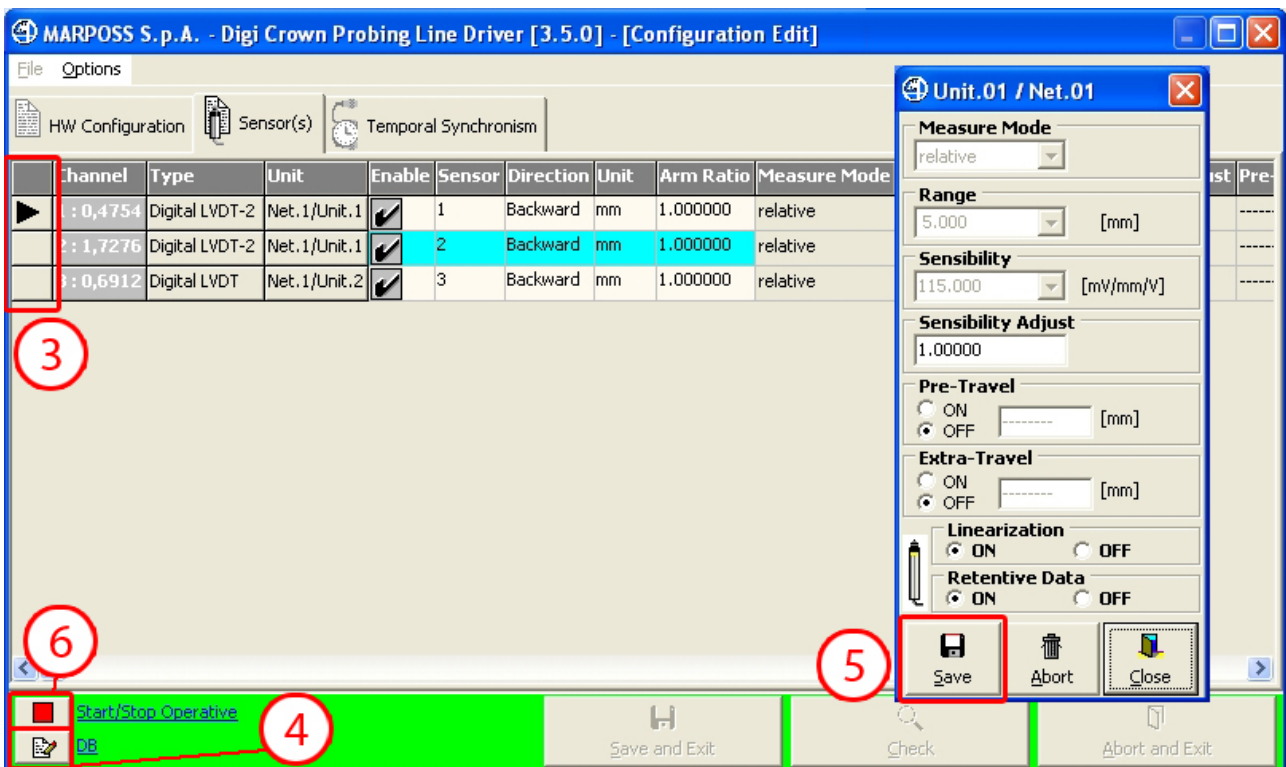 MARPOSS S.p.A. - Digi Crown Probing Line Driver [3.5.0] - [Configuration Edit]
File Options
HW Configuration Sensor(s) Temporal Synchronism
Channel Type Unit Enable Sensor Direction Unit Arm Ratio Measure Mode ust Pre-
1 : 0,4754 Digital LVDT-2 Net.1/Unit.1 1 Backward mm 1.000000 relative ------
2 : 1,7276 Digital LVDT-2 Net.1/Unit.1 2 Backward mm 1.000000 relative ------
3 : 0,6912 Digital LVDT Net.1/Unit.2 3 Backward mm 1.000000 relative ------
3
Unit.01 / Net.01
Measure Mode
relative
Range
5.000 [mm]
Sensibility
115.000 [mV/mm/V]
Sensibility Adjust
1.00000
Pre-Travel
ON
OFF -------- [mm]
Extra-Travel
ON
OFF -------- [mm]
Linearization
ON OFF
Retentive Data
ON OFF
5
Save Abort Close
6
Start/Stop Operative
4
DB
Save and Exit Check Abort and Exit